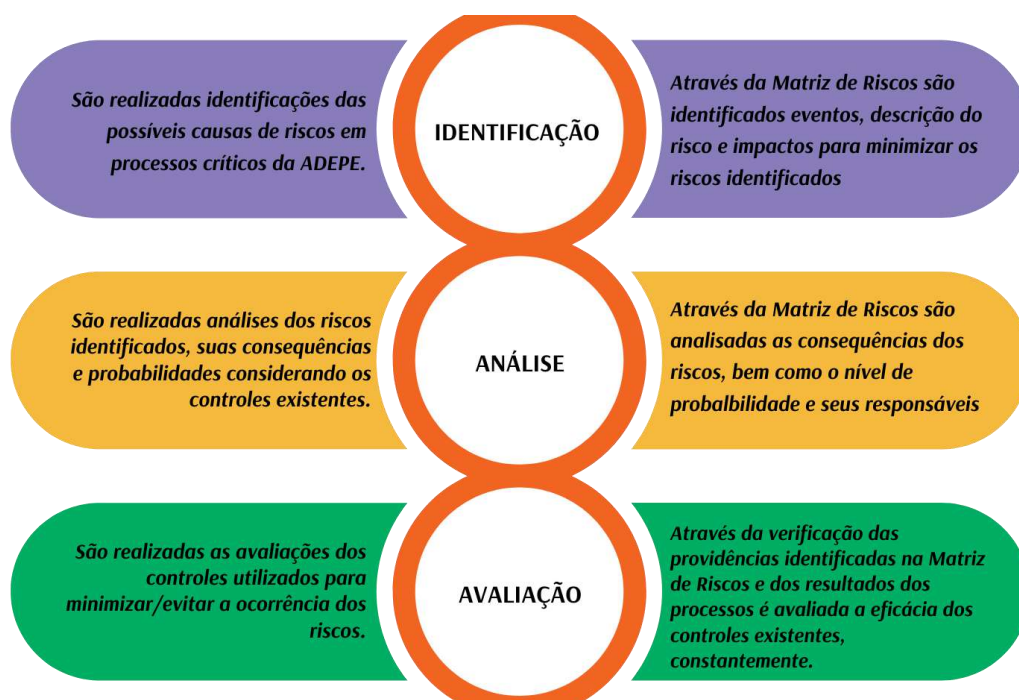 São realizadas identificações das
possíveis causas de riscos em
processos críticos da ADEPE.
IDENTIFICAÇÃO
Através da Matriz de Riscos são
identificados eventos, descrição do
risco e impactos para minimizar os
riscos identificados
São realizadas análises dos riscos
identificados, suas consequências
e probabilidades considerando os
controles existentes.
ANÁLISE
Através da Matriz de Riscos são
analisadas as consequências dos
riscos, bem como o nível de
probalbilidade e seus responsáveis
São realizadas as avaliações dos
controles utilizados para
minimizar/evitar a ocorrência dos
riscos.
AVALIAÇÃO
Através da verificação das
providências identificadas na Matriz
de Riscos e dos resultados dos
processos é avaliada a eficácia dos
controles existentes,
constantemente.